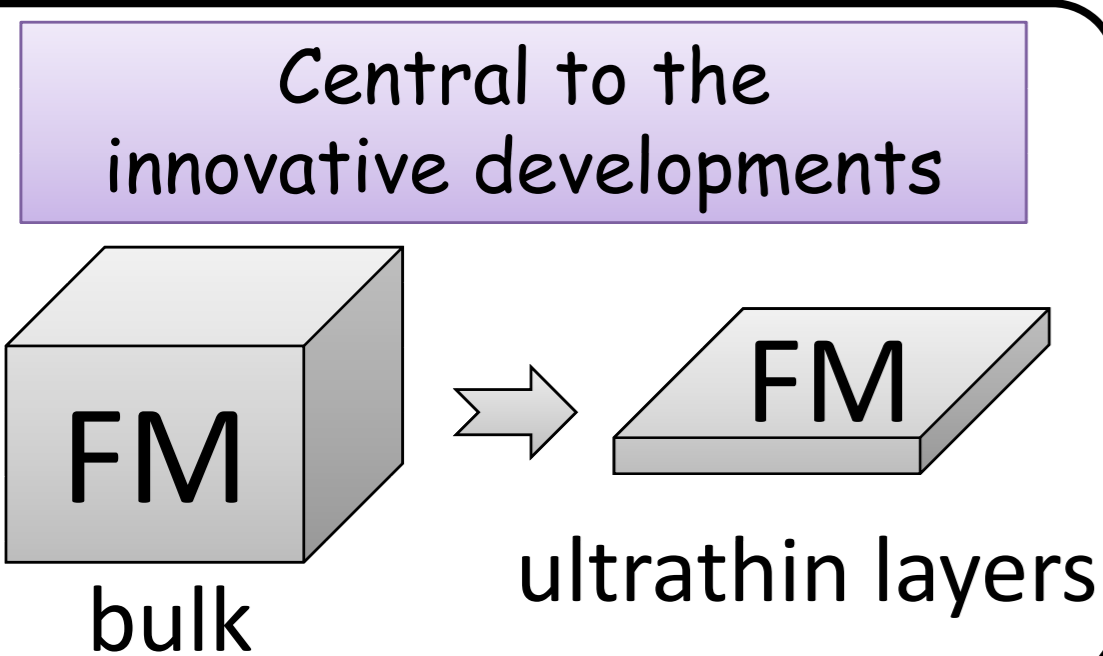 Central to the
innovative developments
FM
FM
bulk
ultrathin layers